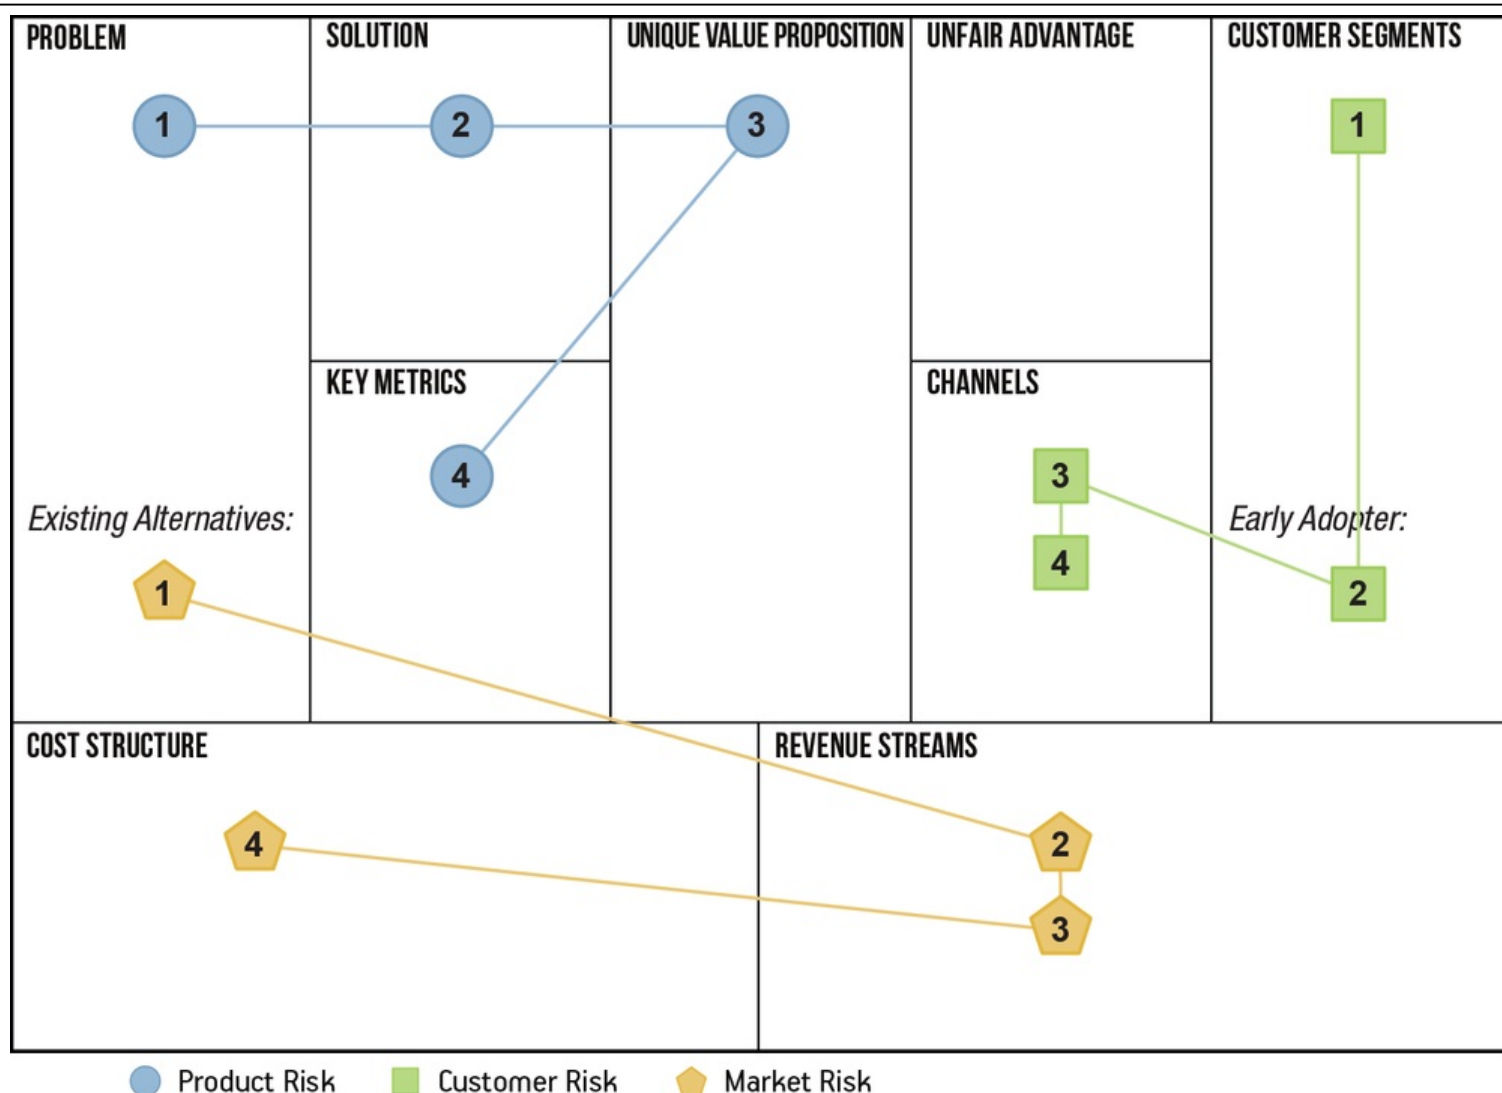 PROBLEM
SOLUTION
UNIQUE VALUE PROPOSITION
UNFAIR ADVANTAGE
CUSTOMER SEGMENTS
1
2
3
1
KEY METRICS
CHANNELS
4
3
4
Existing Alternatives:
Early Adopter:
1
2
COST STRUCTURE
REVENUE STREAMS
4
2
3
Product Risk
Customer Risk
Market Risk